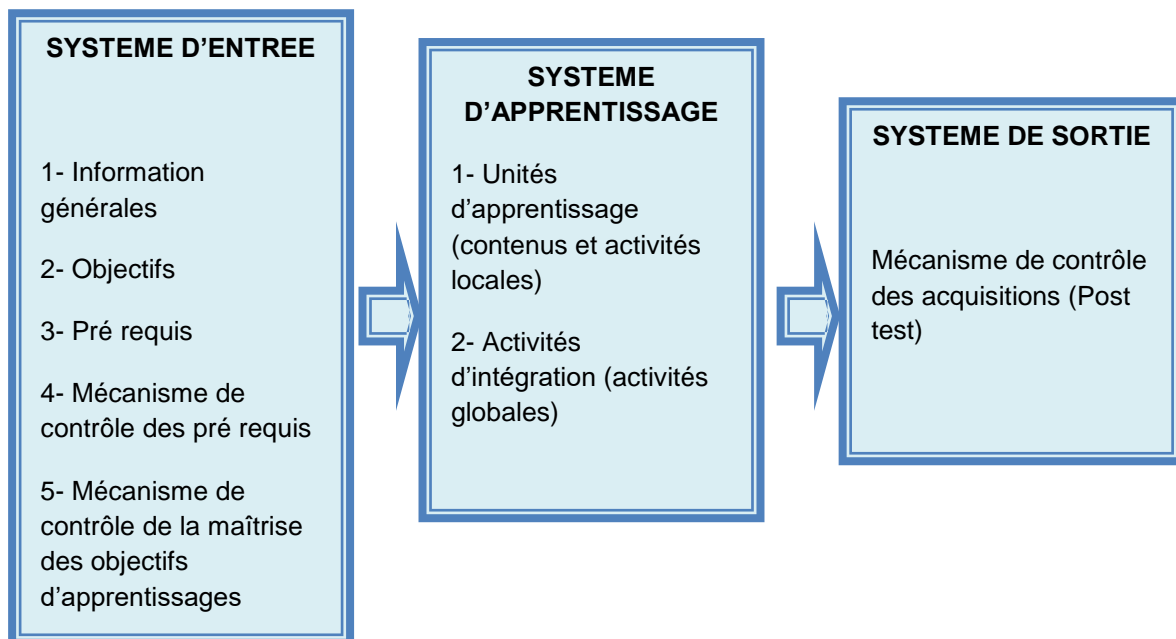 SYSTEME D’ENTREE
1- Information
générales
2- Objectifs
3- Pré requis
4- Mécanisme de
contrôle des pré requis
5- Mécanisme de
contrôle de la maîtrise
des objectifs
d’apprentissages
SYSTEME
D’APPRENTISSAGE
1- Unités
d’apprentissage
(contenus et activités
locales)
2- Activités
d’intégration (activités
globales)
SYSTEME DE SORTIE
Mécanisme de contrôle
des acquisitions (Post
test)